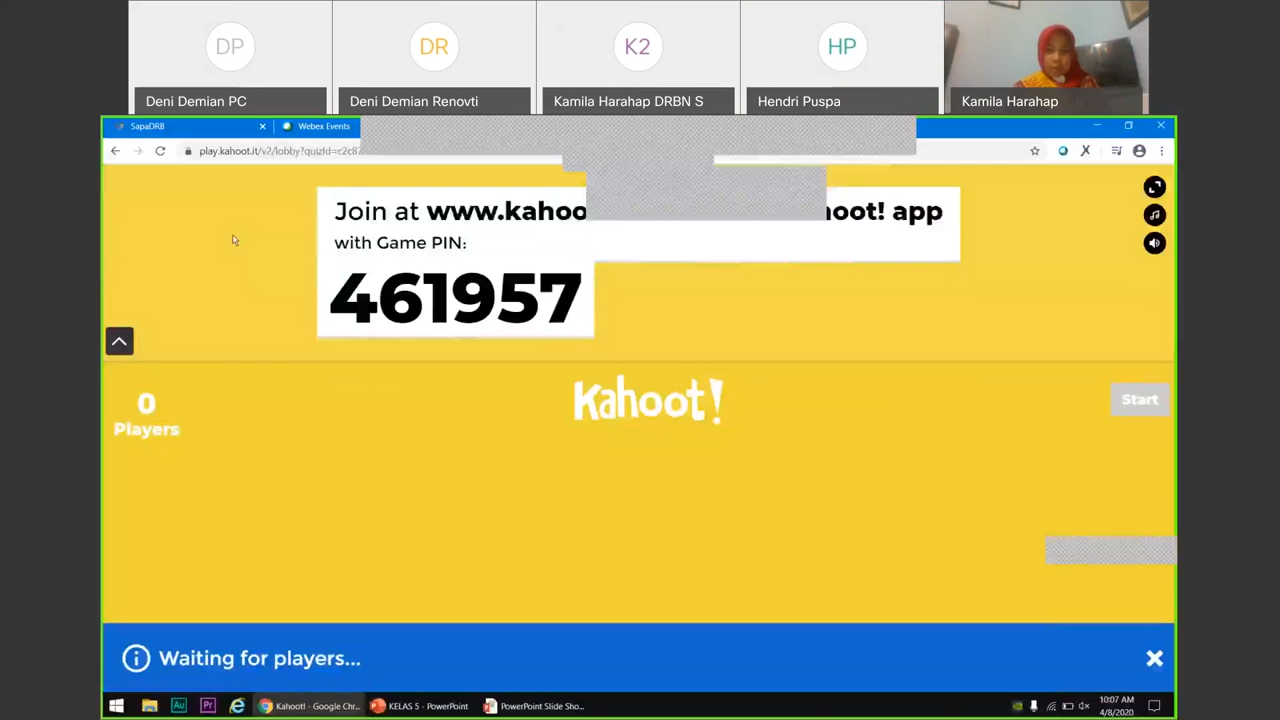 DP
DR
K2
HP
Deni Demian PC
Deni Demian Renovti
Kamila Harahap DRBN S
Hendri Puspa
Kamila Harahap
SapaDRB
Webex Events
play.kahoot.it/v2/lobby?quizId=c2c87
Join at www.kahoo hoot! app
with Game PIN:
461957
0
Players
Kahoot!
Start
Waiting for players...
Au
Pr
Kahoot! - Google Chr...
KELAS 5 - PowerPoint
PowerPoint Slide Sho...
10:07 AM
4/8/2020